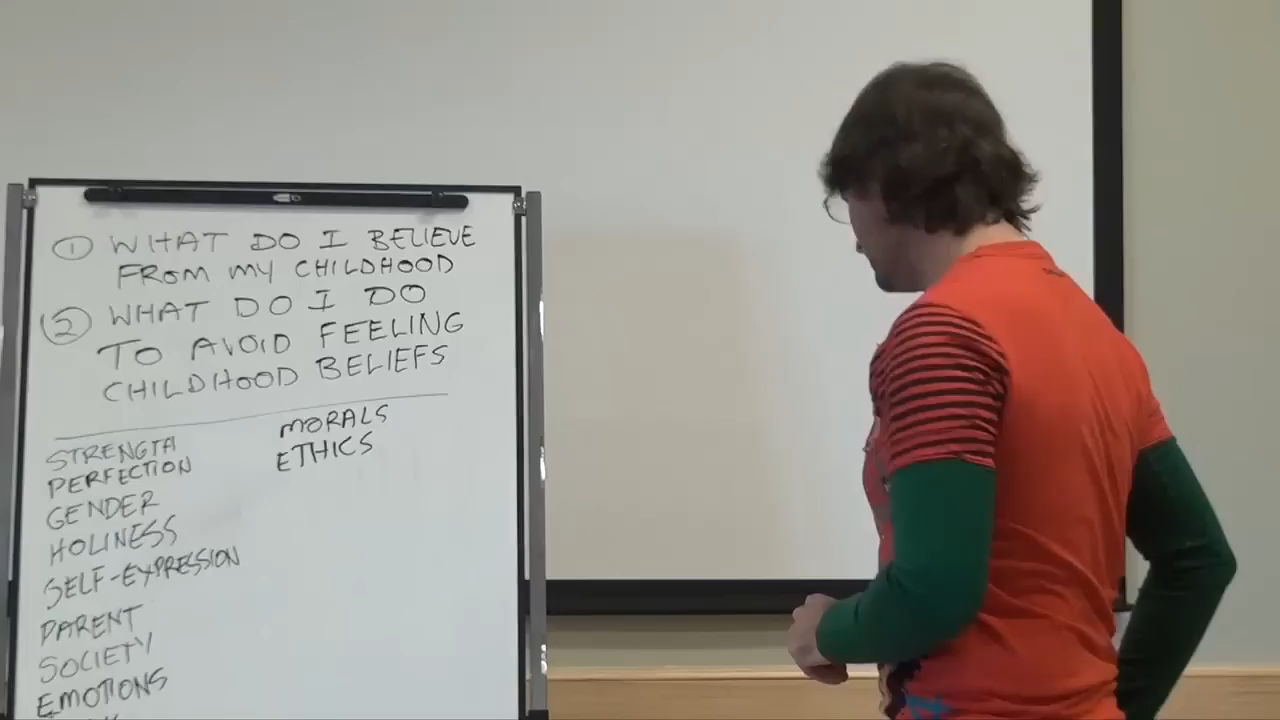 ① WHAT DO I BELIEVE
FROM MY CHILDHOOD
② WHAT DO I DO
TO AVOID FEELING
CHILDHOOD BELIEFS
STRENGTH
PERFECTION
GENDER
HOLINESS
SELF-EXPRESSION
PARENT
SOCIETY
EMOTIONS
MORALS
ETHICS